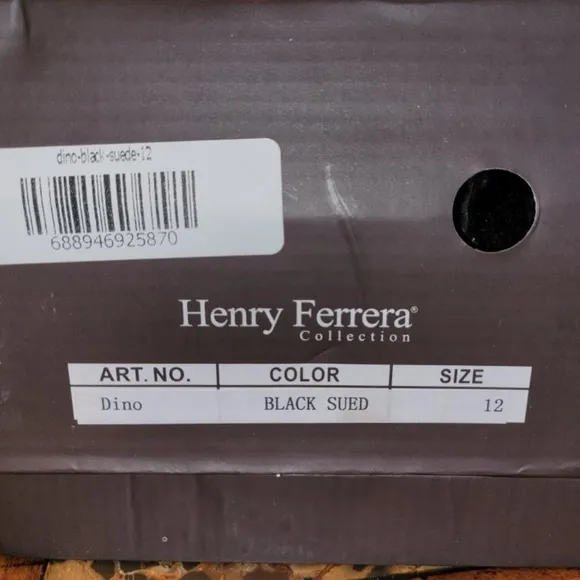 dino-black-suede-12
688946925870
Henry Ferrera®
Collection
ART. NO. COLOR SIZE
Dino BLACK SUED 12